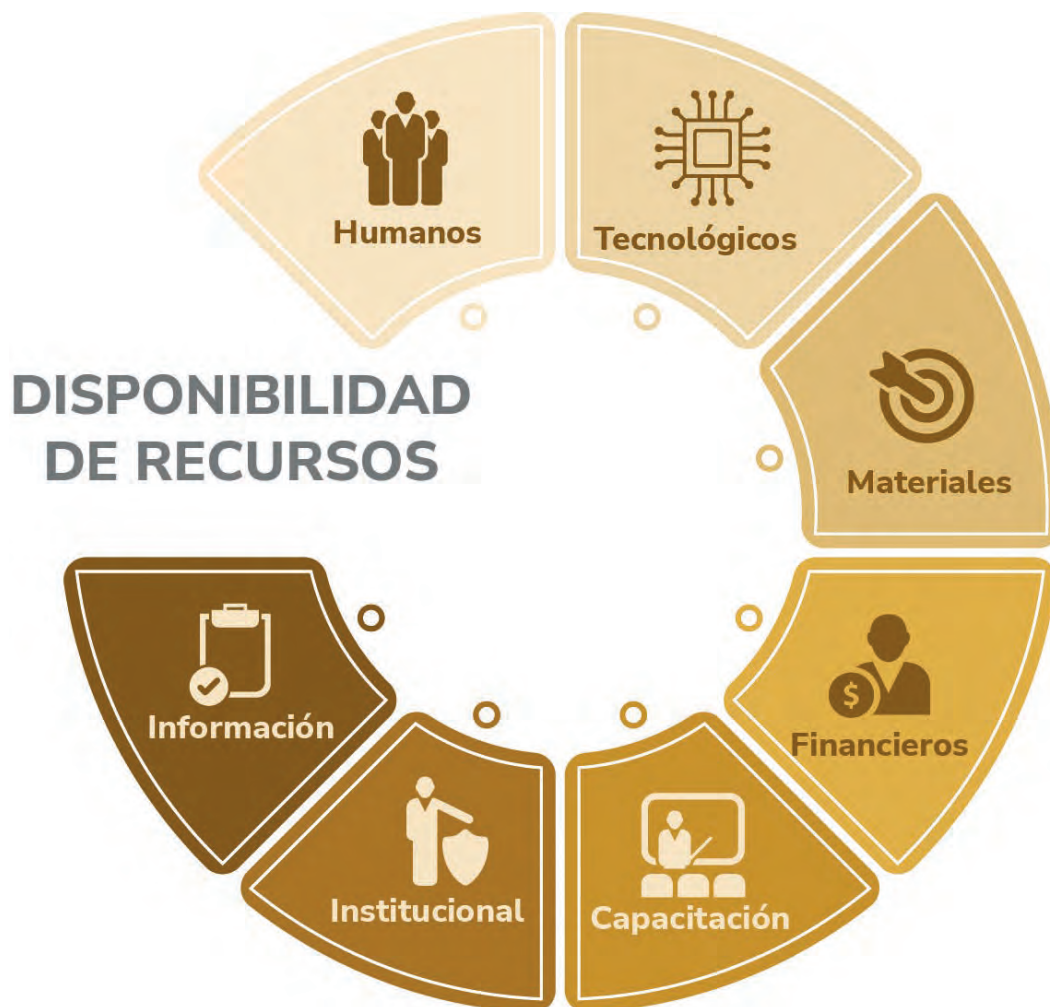 Humanos
Tecnológicos
DISPONIBILIDAD
DE RECURSOS
Materiales
Financieros
$
Capacitación
Institucional
Información